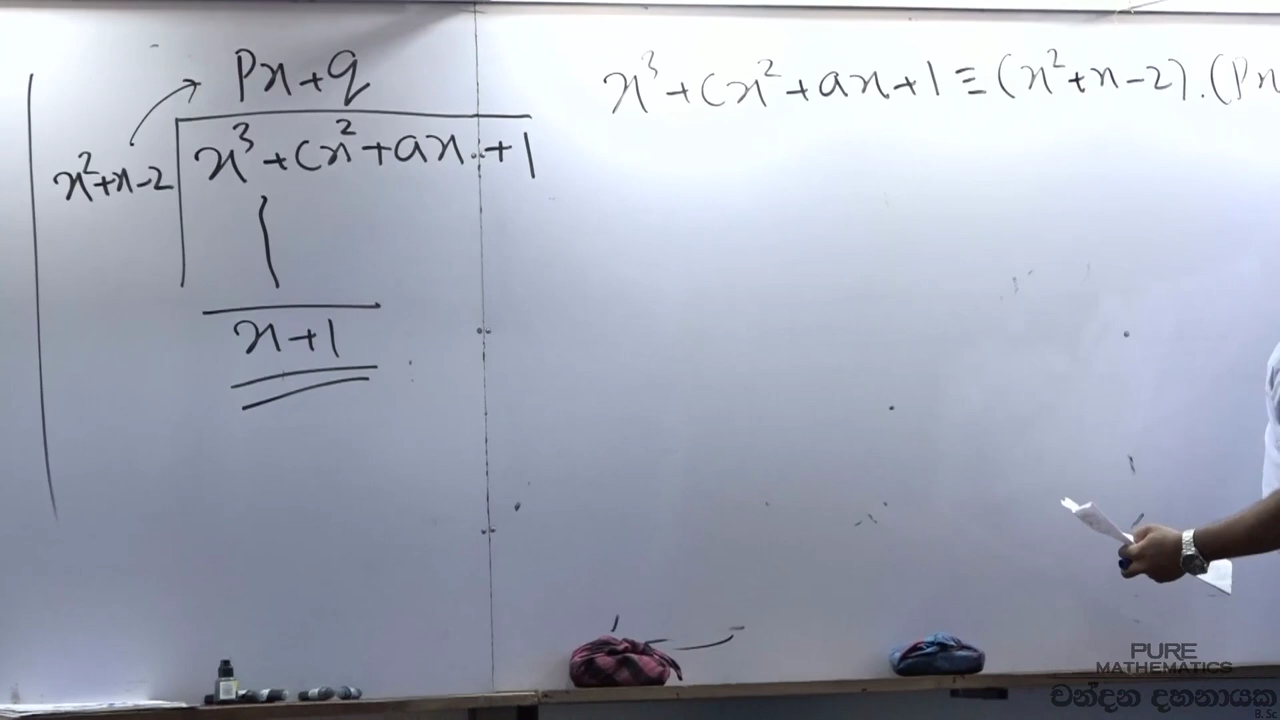 Px+q
x²+x-2
x³+Cx²+ax+1
x+1
x³+Cx²+ax+1≡(x²+x-2).(Px
PURE
MATHEMATICS
චන්දන දහනායක
B.Sc